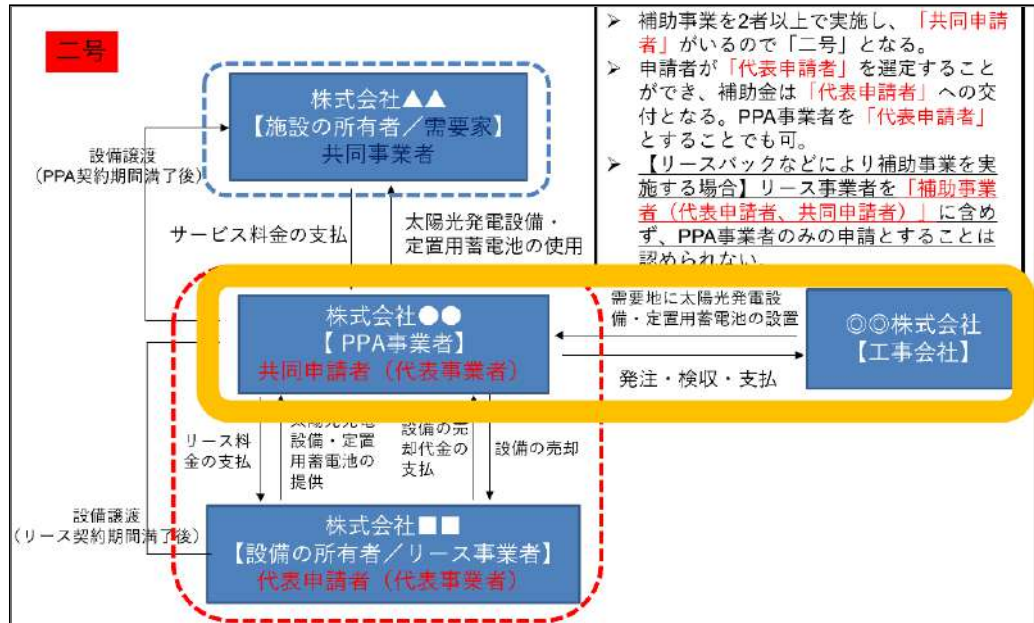 二号
➢ 補助事業を2者以上で実施し、「共同申請
者」がいるので「二号」となる。
➢ 申請者が「代表申請者」を選定すること
ができ、補助金は「代表申請者」への交
付となる。PPA事業者を「代表申請者」
とすることでも可。
➢ 【リースバックなどにより補助事業を実
施する場合】リース事業者を「補助事業
者（代表申請者、共同申請者）」に含め
ず、PPA事業者のみの申請とすることは
認められない。
株式会社▲▲
【施設の所有者／需要家】
共同事業者
設備譲渡
（PPA契約期間満了後）
サービス料金の支払
太陽光発電設備・
定置用蓄電池の使用
株式会社●●
【 PPA事業者】
共同申請者（代表事業者）
需要地に太陽光発電設
備・定置用蓄電池の設置
発注・検収・支払
◎◎株式会社
【工事会社】
リース料
金の支払
太陽光発電
設備・定置
用蓄電池の
提供
設備の売
却代金の
支払
設備の売却
設備譲渡
（リース契約期間満了後）
株式会社■■
【設備の所有者／リース事業者】
代表申請者（代表事業者）